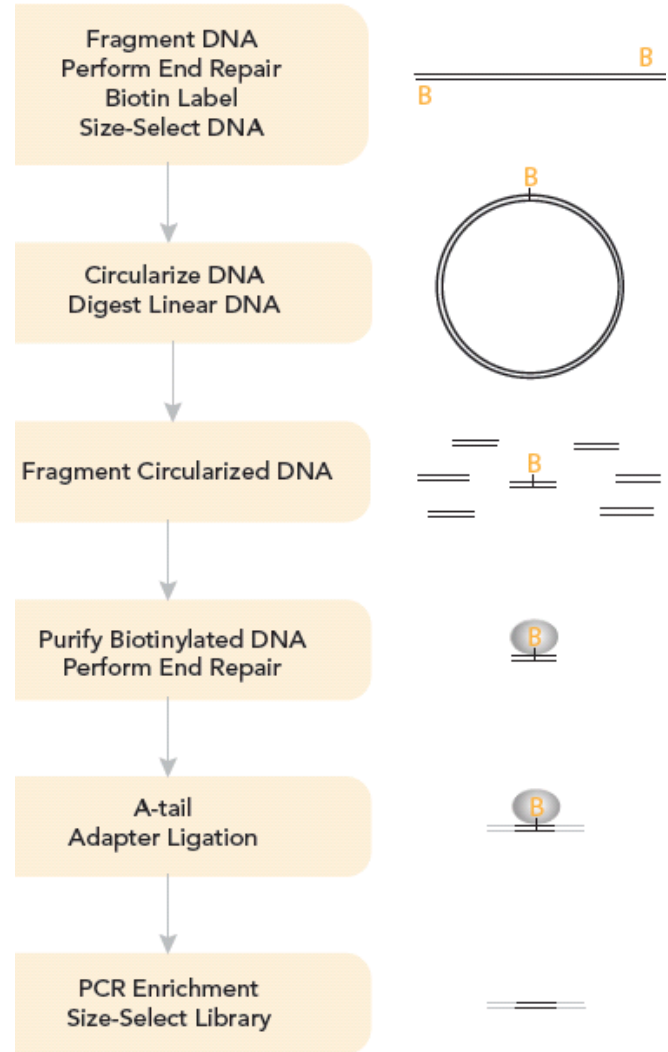 Fragment DNA
Perform End Repair
Biotin Label
Size-Select DNA
B
B
B
Circularize DNA
Digest Linear DNA
Fragment Circularized DNA
B
Purify Biotinylated DNA
Perform End Repair
B
A-tail
Adapter Ligation
B
PCR Enrichment
Size-Select Library